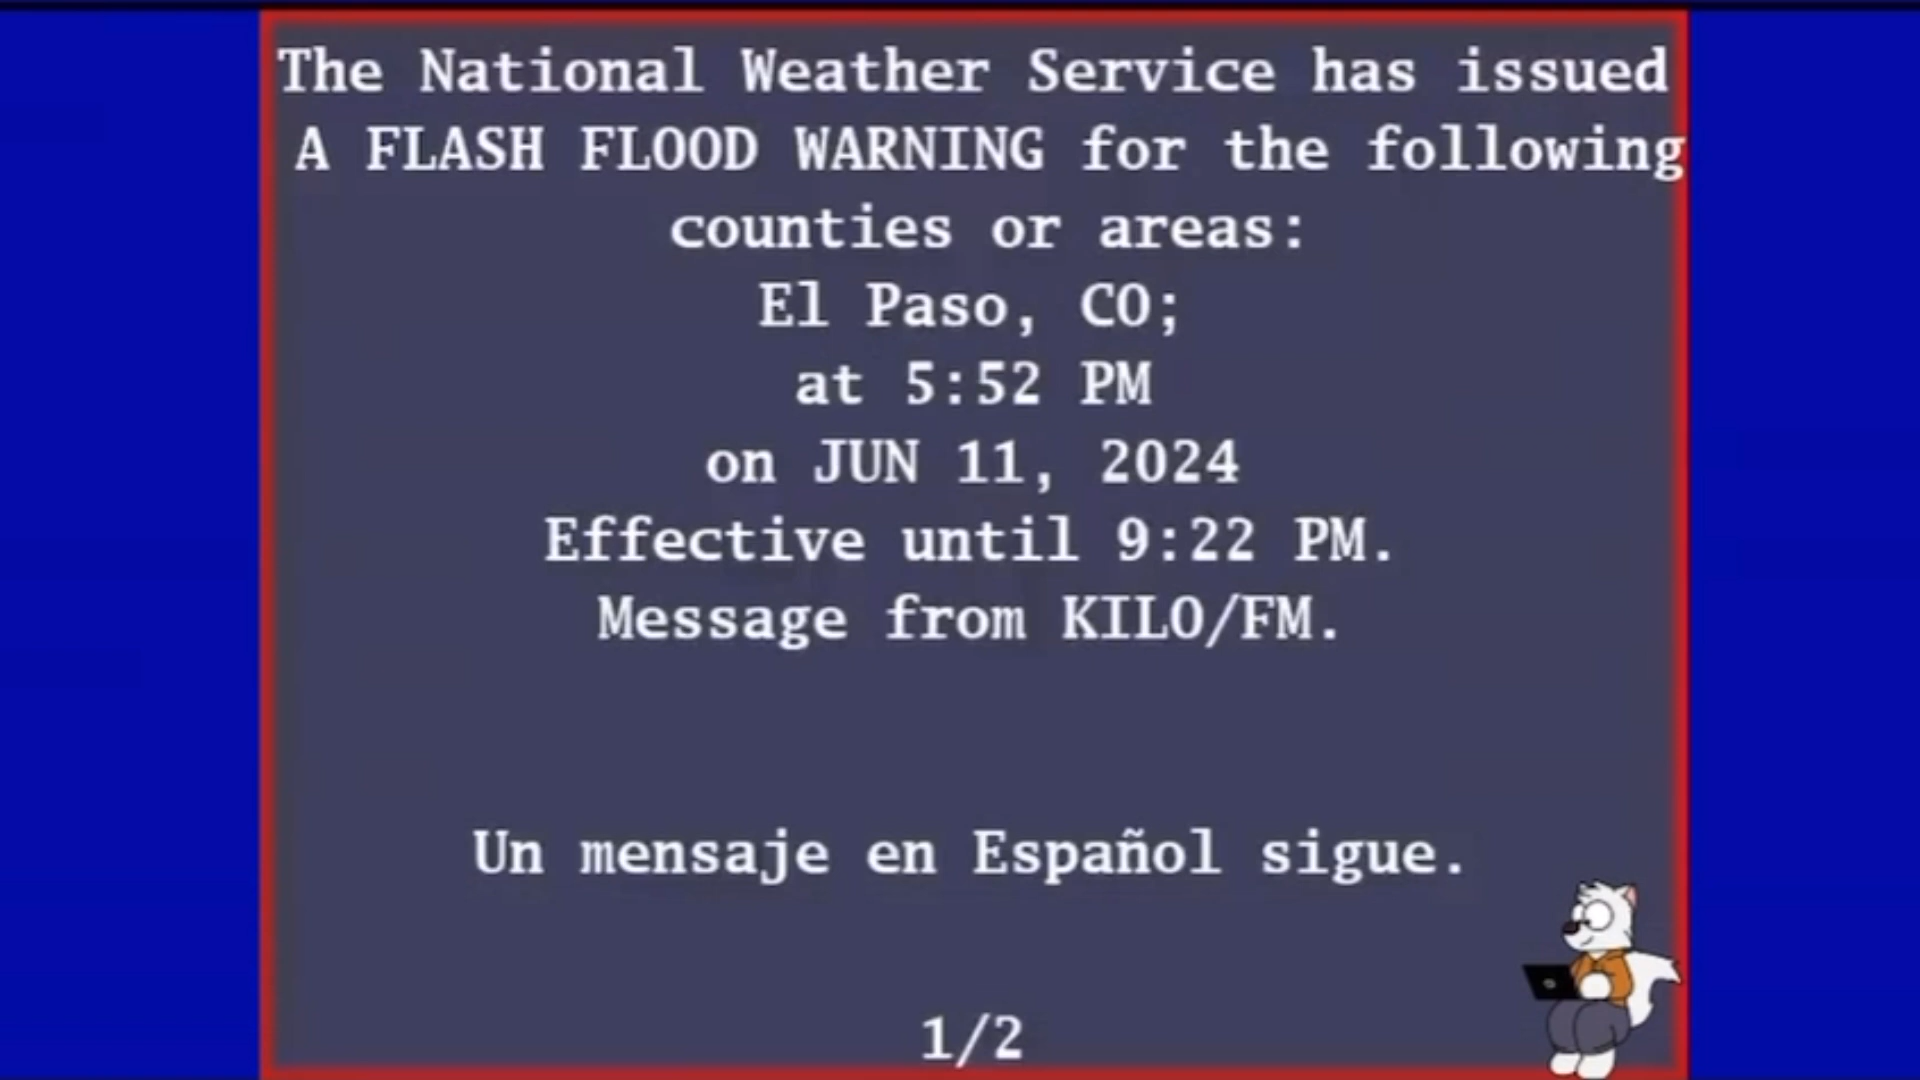 The National Weather Service has issued
A FLASH FLOOD WARNING for the following
counties or areas:
El Paso, CO;
at 5:52 PM
on JUN 11, 2024
Effective until 9:22 PM.
Message from KILO/FM.
Un mensaje en Español sigue.
1/2